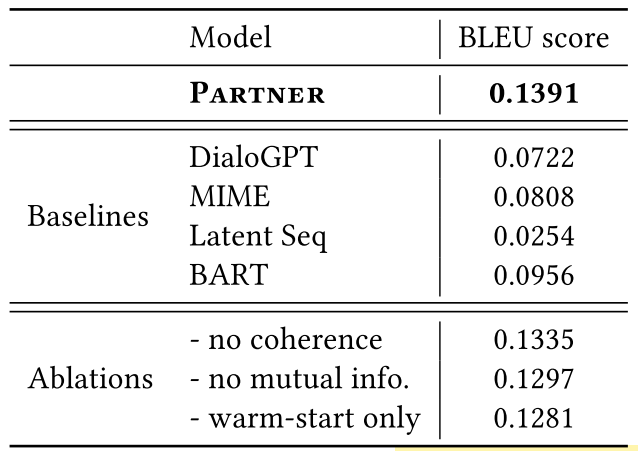 Model BLEU score
PARTNER 0.1391
DialoGPT 0.0722
MIME 0.0808
Baselines
Latent Seq 0.0254
BART 0.0956
- no coherence 0.1335
Ablations - no mutual info. 0.1297
- warm-start only 0.1281